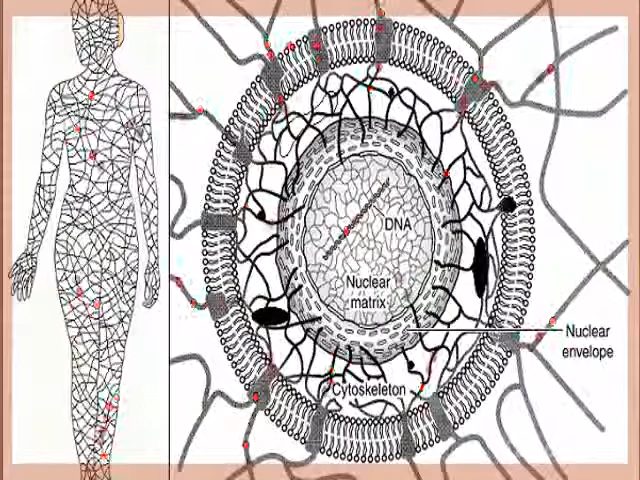 DNA
Nuclear
matrix
Nuclear
envelope
Cytoskeleton